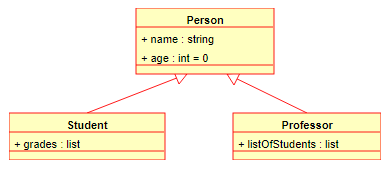 Person
+ name : string
+ age : int = 0
Student
+ grades : list
Professor
+ listOfStudents : list